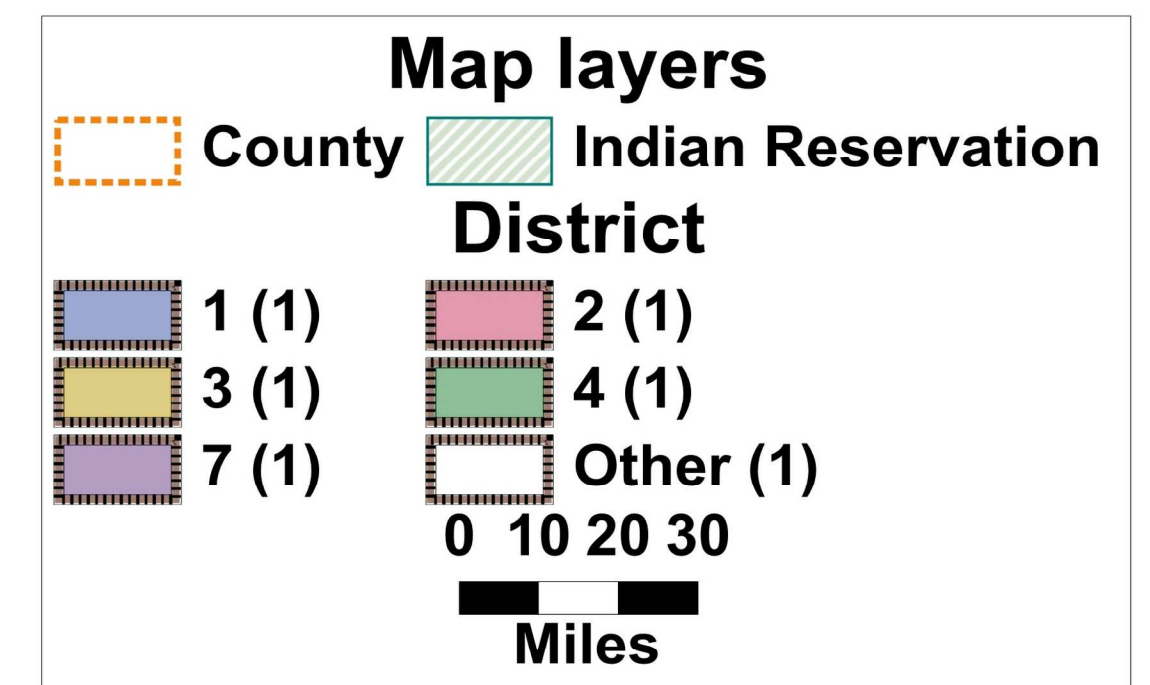 Map layers
County Indian Reservation
District
1 (1) 2 (1)
3 (1) 4 (1)
7 (1) Other (1)
0 10 20 30
Miles